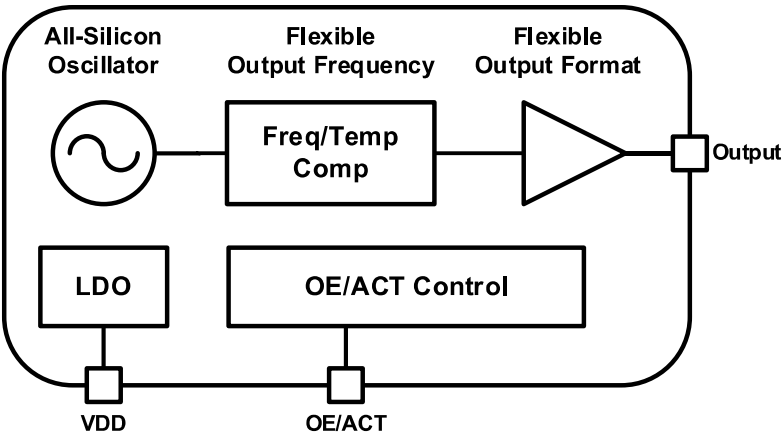 All-Silicon
Oscillator
Flexible
Output Frequency
Flexible
Output Format
Freq/Temp
Comp
Output
LDO
OE/ACT Control
VDD
OE/ACT